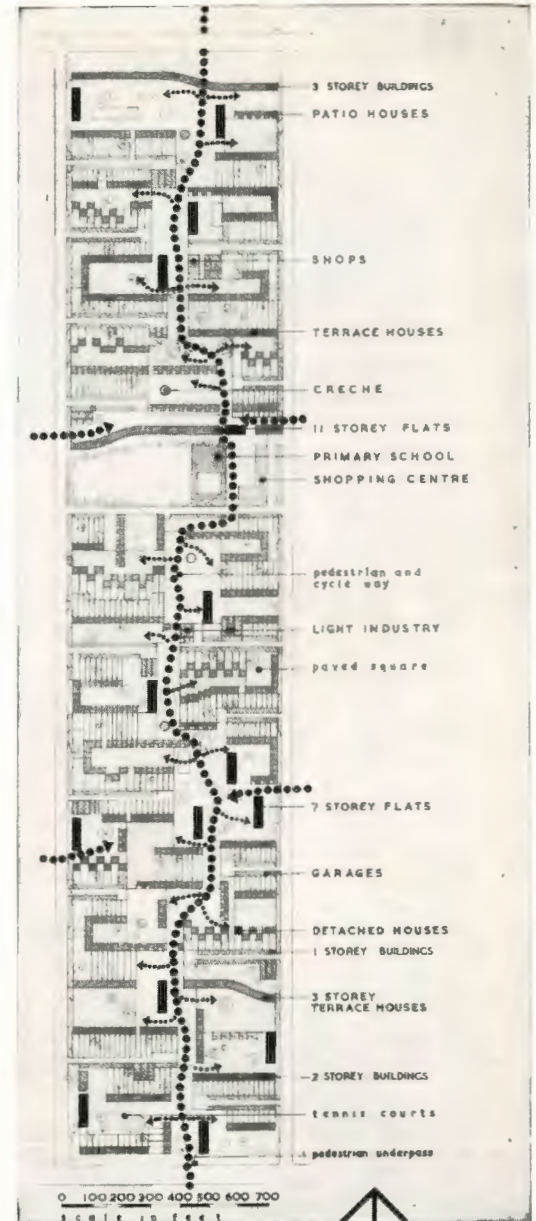 3 STOREY BUILDINGS
PATIO HOUSES
SHOPS
TERRACE HOUSES
CRECHE
11 STOREY FLATS
PRIMARY SCHOOL
SHOPPING CENTRE
pedestrian and
cycle way
LIGHT INDUSTRY
paved square
7 STOREY FLATS
GARAGES
DETACHED HOUSES
1 STOREY BUILDINGS
3 STOREY
TERRACE HOUSES
2 STOREY BUILDINGS
tennis courts
pedestrian underpass
0 100 200 300 400 500 600 700
scale in feet